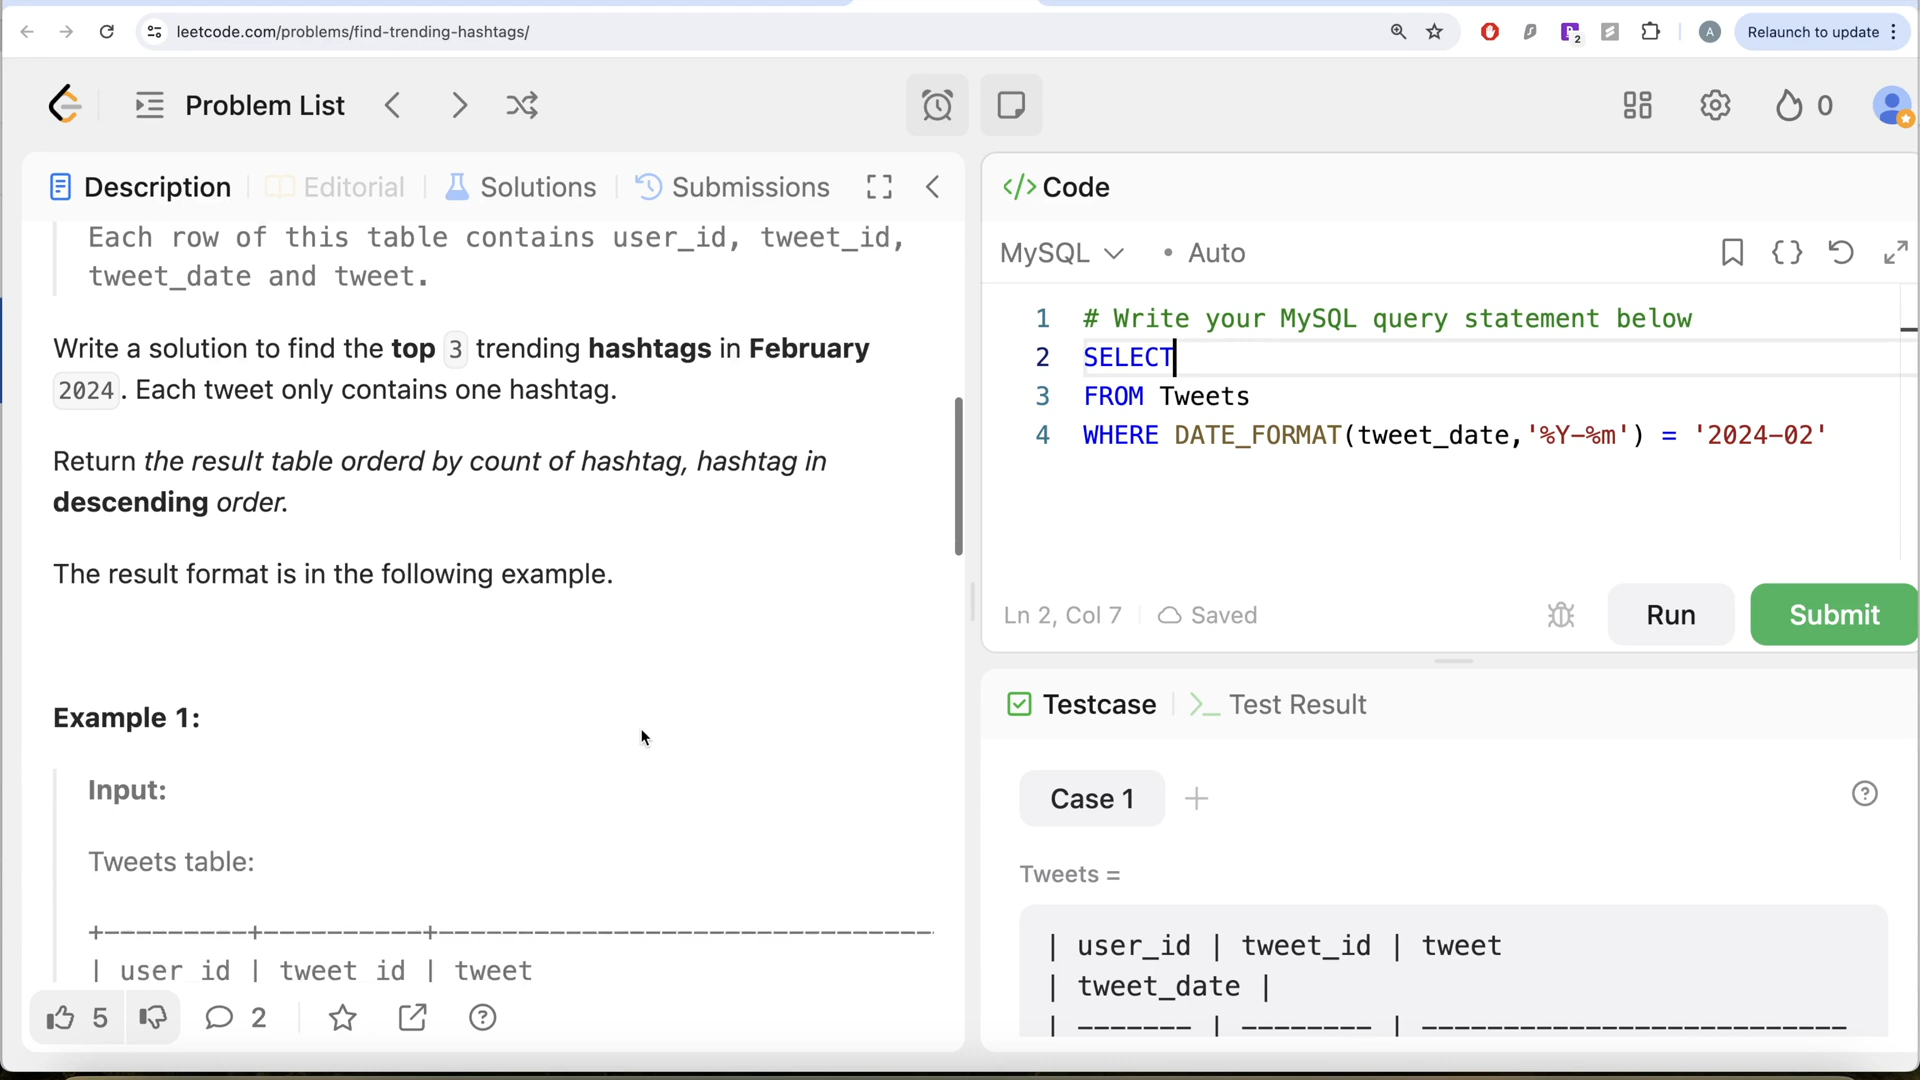 leetcode.com/problems/find-trending-hashtags/
2
A
Relaunch to update
Problem List
0
Description
Editorial
Solutions
Submissions
Each row of this table contains user_id, tweet_id,
tweet_date and tweet.
Write a solution to find the top 3 trending hashtags in February
2024. Each tweet only contains one hashtag.
Return the result table orderd by count of hashtag, hashtag in
descending order.
The result format is in the following example.
Example 1:
Input:
Tweets table:
+---------+----------+------------------------------
| user_id | tweet_id | tweet
5
2
</> Code
MySQL
• Auto
1 # Write your MySQL query statement below
2 SELECT
3 FROM Tweets
4 WHERE DATE_FORMAT(tweet_date,'%Y-%m') = '2024-02'
Ln 2, Col 7
Saved
Run
Submit
Testcase
>_ Test Result
Case 1
Tweets =
| user_id | tweet_id | tweet
| tweet_date |
| ------- | -------- | --------------------------